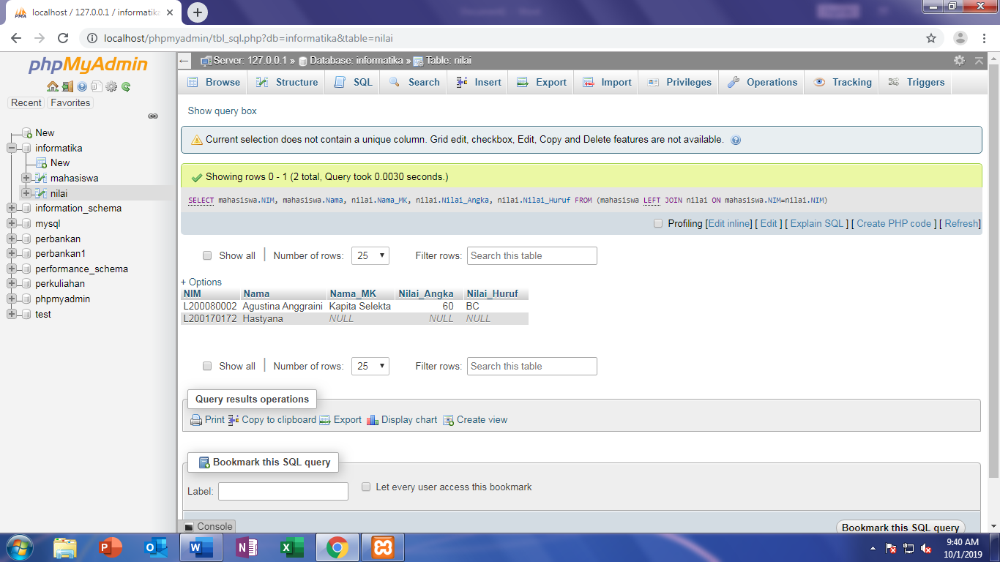 localhost / 127.0.0.1 / informatika
localhost/phpmyadmin/tbl_sql.php?db=informatika&table=nilai
phpMyAdmin
Recent Favorites
New
informatika
New
mahasiswa
nilai
information_schema
mysql
perbankan
perbankan1
performance_schema
perkuliahan
phpmyadmin
test
Server: 127.0.0.1 » Database: informatika » Table: nilai
Browse Structure SQL Search Insert Export Import Privileges Operations Tracking Triggers
Show query box
Current selection does not contain a unique column. Grid edit, checkbox, Edit, Copy and Delete features are not available.
Showing rows 0 - 1 (2 total, Query took 0.0030 seconds.)
SELECT mahasiswa.NIM, mahasiswa.Nama, nilai.Nama_MK, nilai.Nilai_Angka, nilai.Nilai_Huruf FROM (mahasiswa LEFT JOIN nilai ON mahasiswa.NIM=nilai.NIM)
Profiling [Edit inline] [ Edit ] [ Explain SQL ] [ Create PHP code ] [ Refresh]
Show all | Number of rows: 25 Filter rows: Search this table
+ Options
NIM Nama Nama_MK Nilai_Angka Nilai_Huruf
L200080002 Agustina Anggraini Kapita Selekta 60 BC
L200170172 Hastyana NULL NULL NULL
Show all | Number of rows: 25 Filter rows: Search this table
Query results operations
Print Copy to clipboard Export Display chart Create view
Bookmark this SQL query
Label: Let every user access this bookmark
Console
Bookmark this SQL query
9:40 AM
10/1/2019